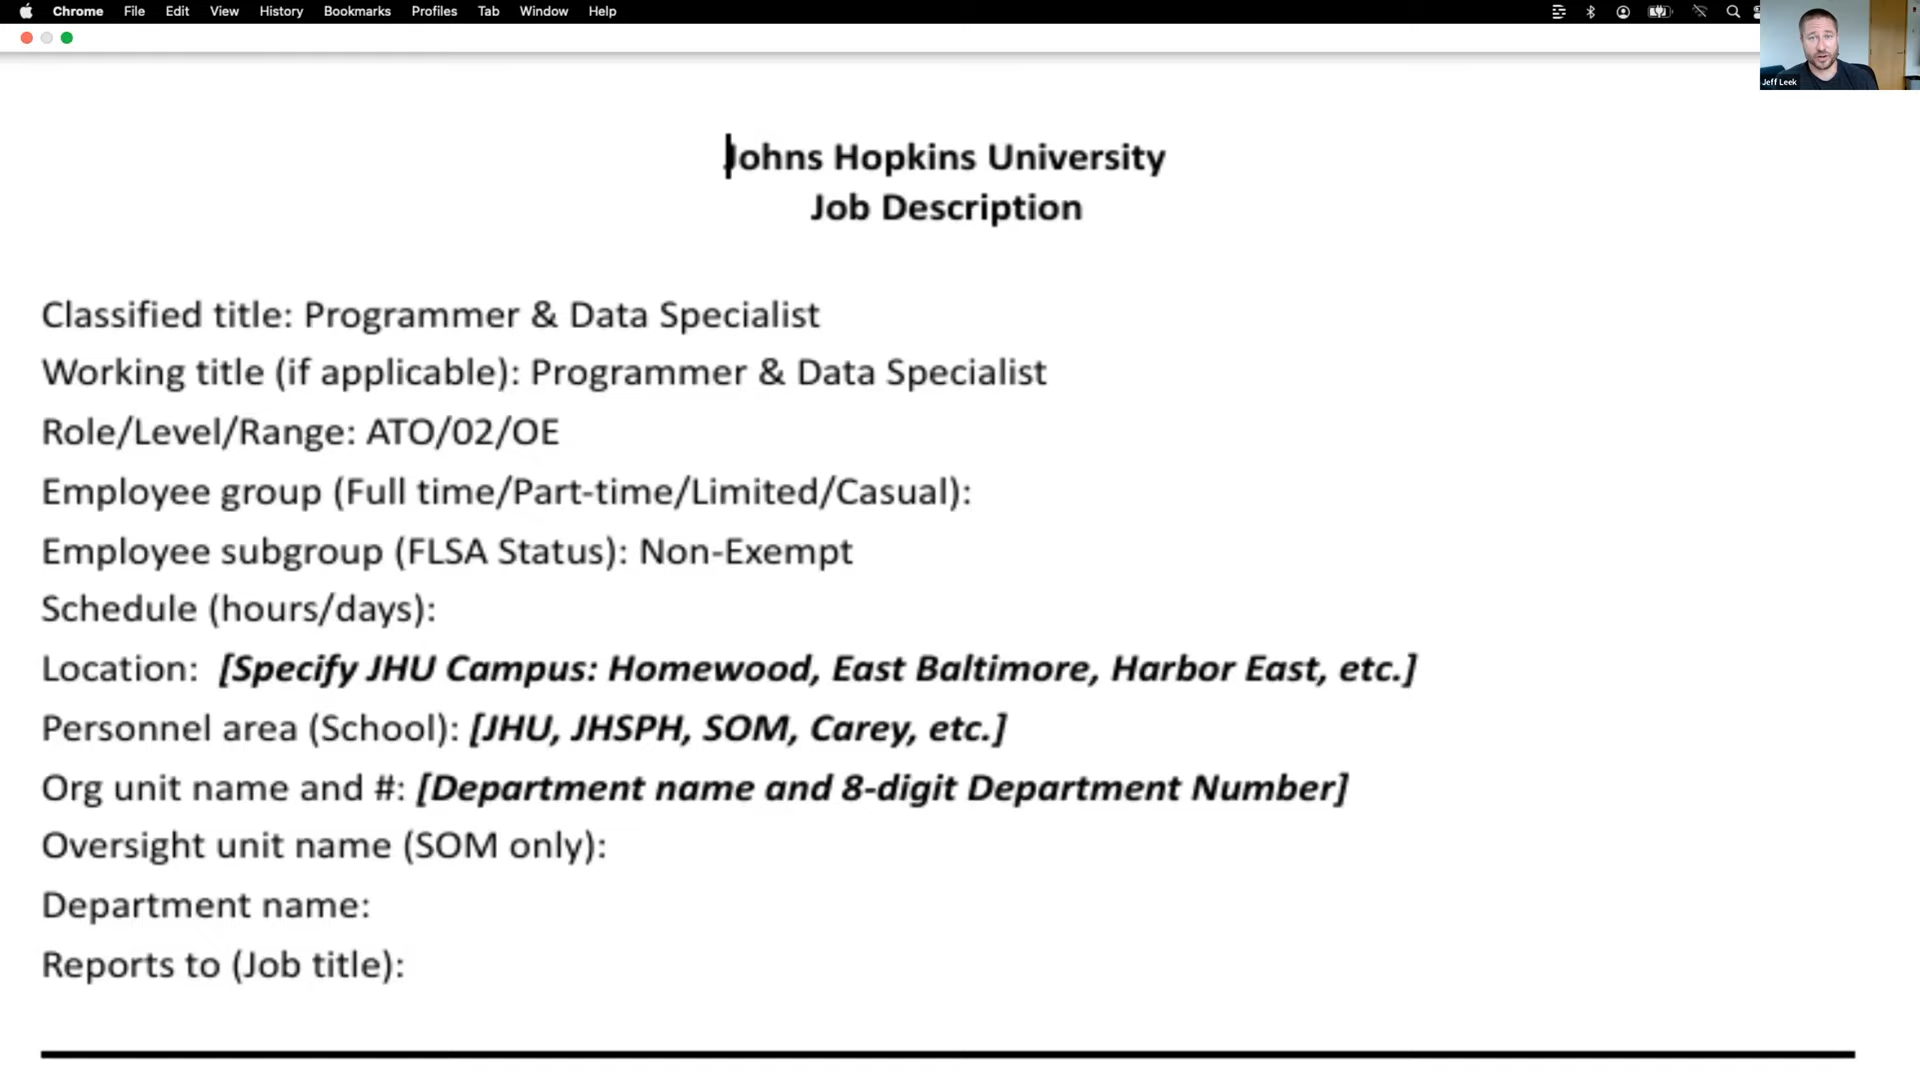 Chrome File Edit View History Bookmarks Profiles Tab Window Help
Jeff Leek
Johns Hopkins University
Job Description
Classified title: Programmer & Data Specialist
Working title (if applicable): Programmer & Data Specialist
Role/Level/Range: ATO/02/OE
Employee group (Full time/Part-time/Limited/Casual):
Employee subgroup (FLSA Status): Non-Exempt
Schedule (hours/days):
Location: [Specify JHU Campus: Homewood, East Baltimore, Harbor East, etc.]
Personnel area (School): [JHU, JHSPH, SOM, Carey, etc.]
Org unit name and #: [Department name and 8-digit Department Number]
Oversight unit name (SOM only):
Department name:
Reports to (Job title):